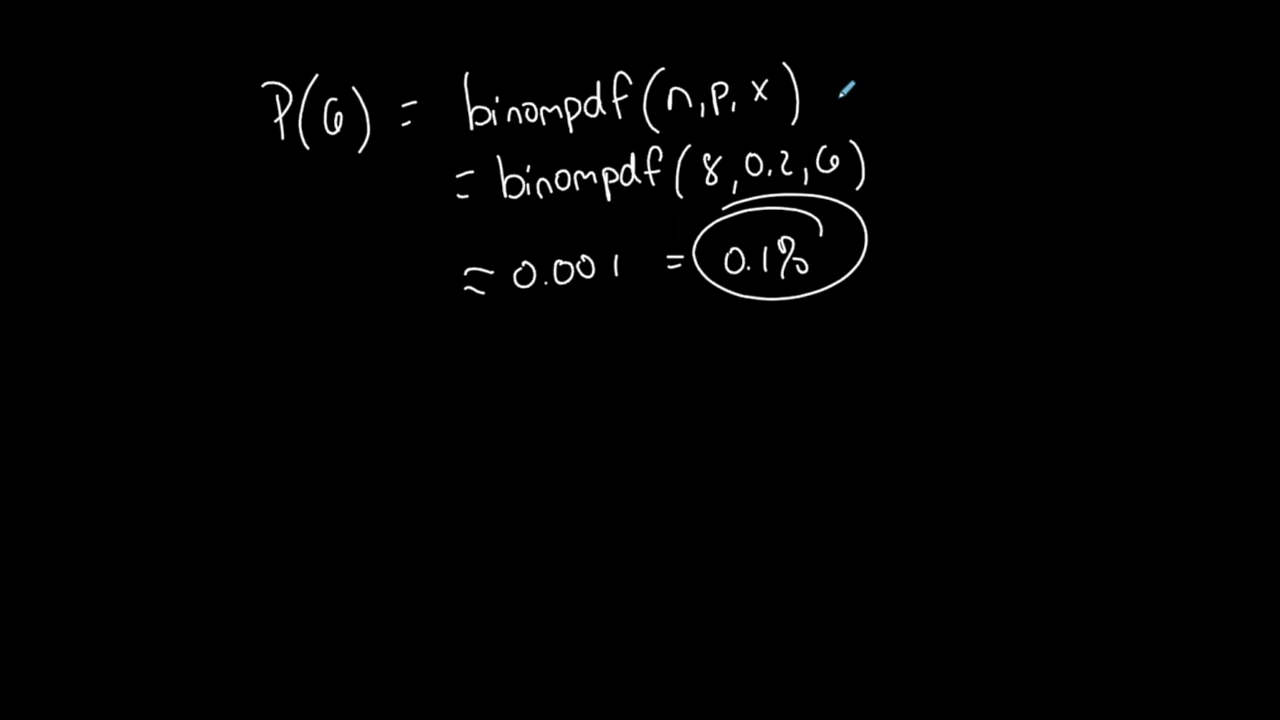 P(6) = binompdf(n,p,x)
= binompdf(8,0.2,6)
≈ 0.001 = 0.1%